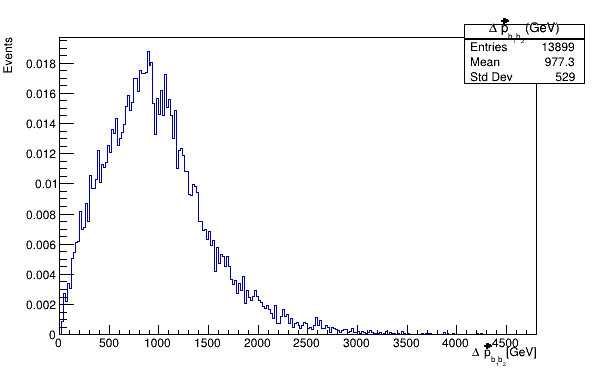 Δ p⃗ b₁b₂ (GeV)
Entries 13899
Mean 977.3
Std Dev 529
Events
0.018
0.016
0.014
0.012
0.01
0.008
0.006
0.004
0.002
0
0 500 1000 1500 2000 2500 3000 3500 4000 4500
Δ p⃗ b₁b₂ [GeV]